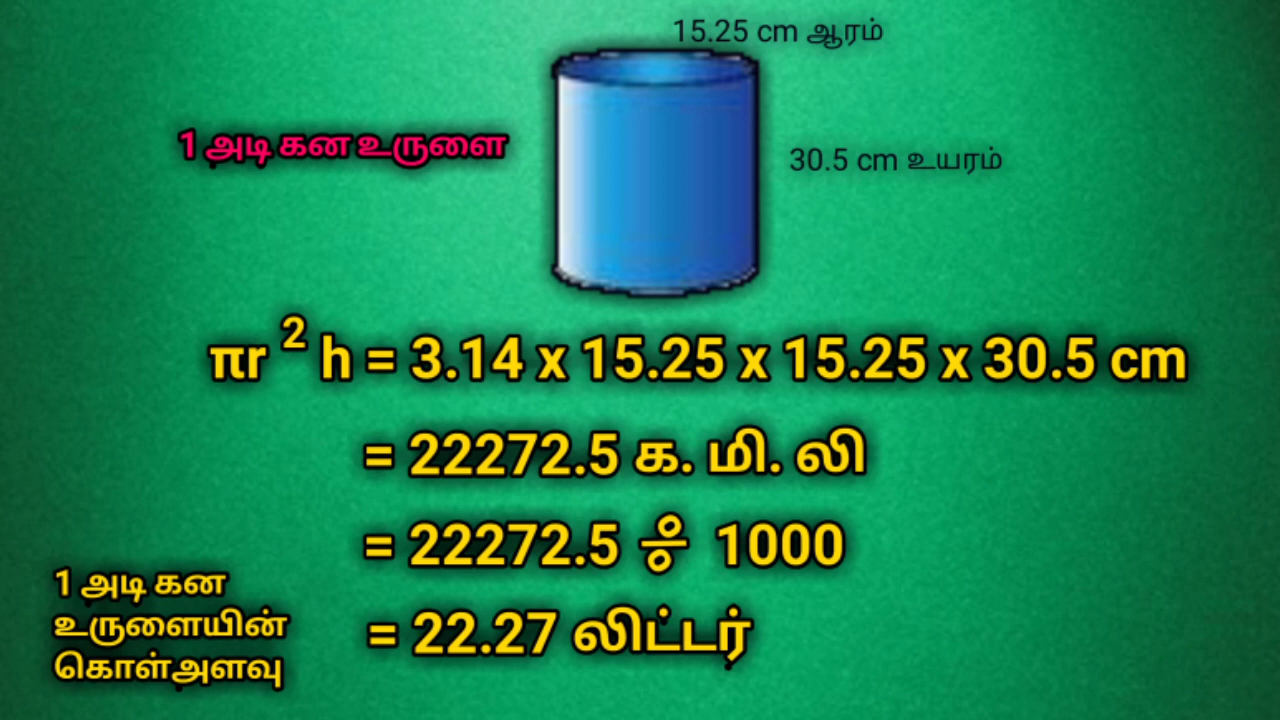 15.25 cm ஆரம்
1 அடி கன உருளை
30.5 cm உயரம்
πr ² h = 3.14 x 15.25 x 15.25 x 30.5 cm
= 22272.5 க. மி. லி
= 22272.5 ÷ 1000
1 அடி கன
உருளையின்
கொள்அளவு
= 22.27 லிட்டர்